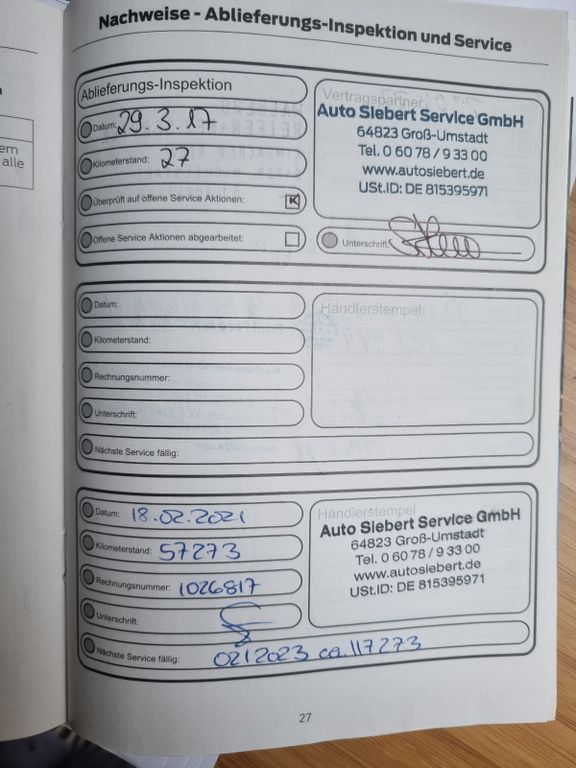 Nachweise - Ablieferungs-Inspektion und Service
em
alle
Ablieferungs-Inspektion
Datum: 29.3.17
Kilometerstand: 27
Überprüft auf offene Service Aktionen:
Offene Service Aktionen abgearbeitet:
Vertragspartner
Auto Siebert Service GmbH
64823 Groß-Umstadt
Tel. 0 60 78 / 9 33 00
www.autosiebert.de
USt.ID: DE 815395971
Unterschrift:
Datum:
Kilometerstand:
Rechnungsnummer:
Unterschrift:
Händlerstempel
Nächste Service fällig:
Datum: 18.02.2021
Kilometerstand: 57273
Rechnungsnummer: 1026817
Unterschrift:
Händlerstempel
Auto Siebert Service GmbH
64823 Groß-Umstadt
Tel. 0 60 78 / 9 33 00
www.autosiebert.de
USt.ID: DE 815395971
Nächste Service fällig: 02/2023 ca. 117273
27